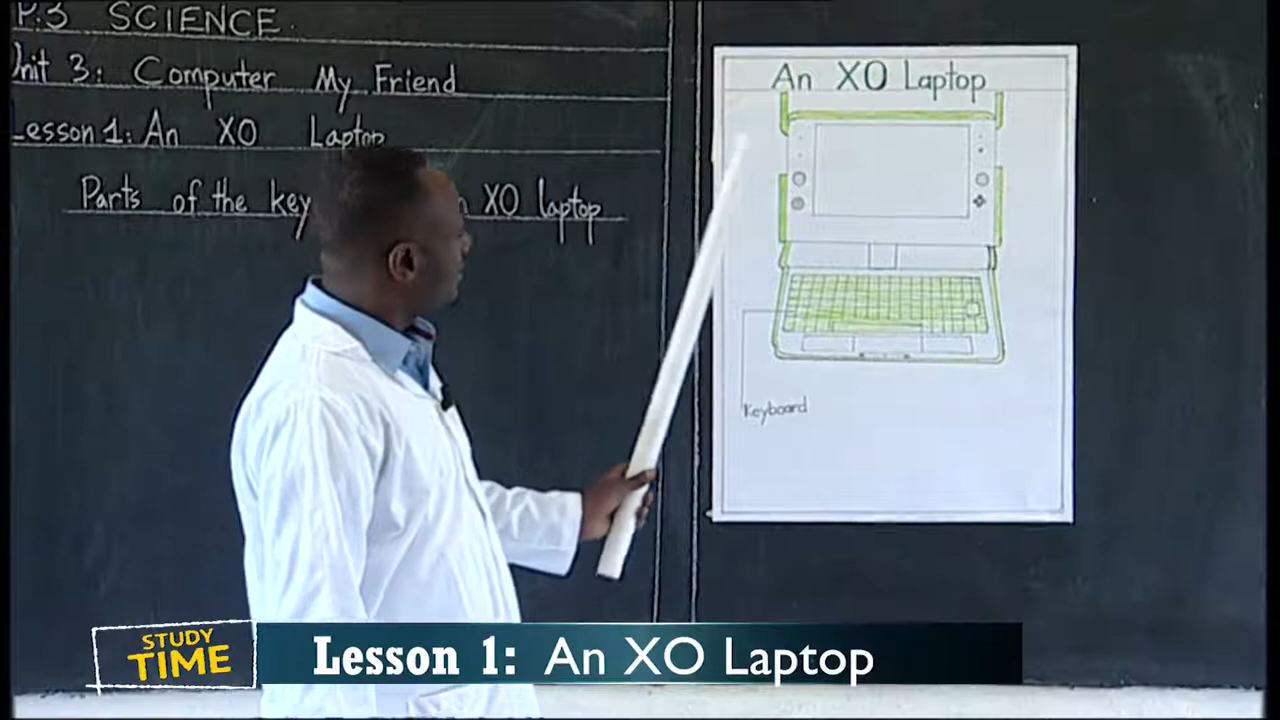 P.3 SCIENCE.
Unit 3: Computer My Friend
Lesson 1: An XO Laptop
Parts of the key XO laptop
An XO Laptop
Keyboard
STUDY
TIME
Lesson 1: An XO Laptop